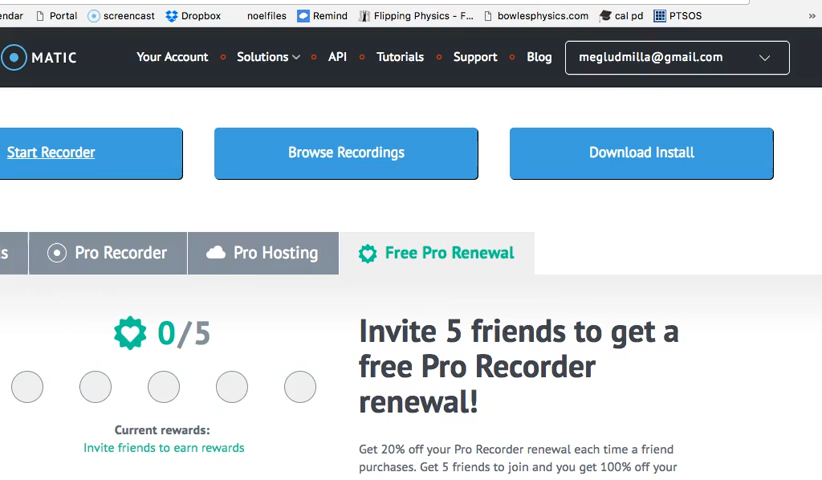 endar Portal screencast Dropbox noelfiles Remind Flipping Physics - F... bowlesphysics.com cal pd PTSOS »
MATIC Your Account Solutions API Tutorials Support Blog megludmilla@gmail.com
Start Recorder Browse Recordings Download Install
s Pro Recorder Pro Hosting Free Pro Renewal
0/5
Current rewards:
Invite friends to earn rewards
Invite 5 friends to get a
free Pro Recorder
renewal!
Get 20% off your Pro Recorder renewal each time a friend
purchases. Get 5 friends to join and you get 100% off your